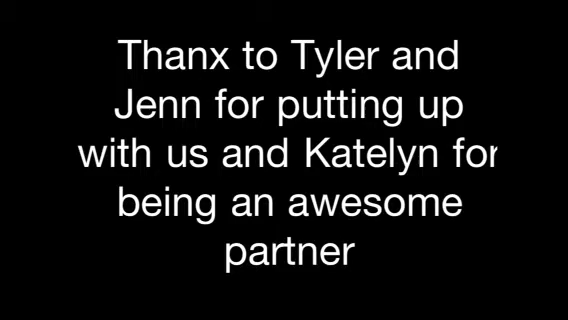 Thanx to Tyler and
Jenn for putting up
with us and Katelyn for
being an awesome
partner